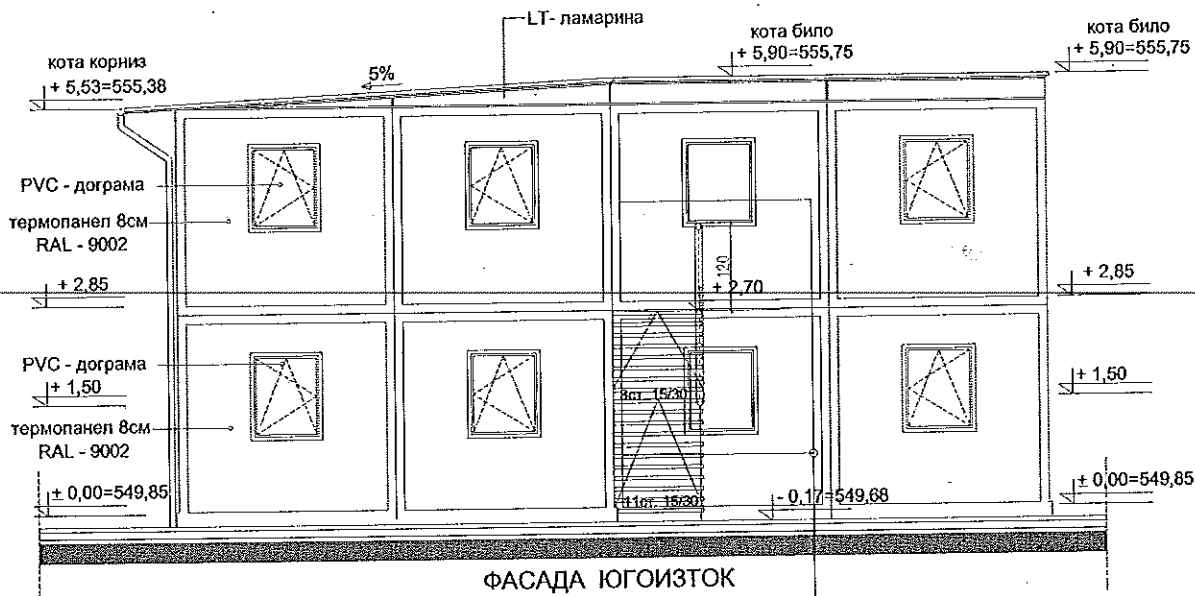 LT- ламарина
кота било
+ 5,90=555,75
кота било
+ 5,90=555,75
кота корниз
+ 5,53=555,38
5%
PVC - дограма
термопанел 8см
RAL - 9002
+ 2,85
120
+ 2,70
+ 2,85
PVC - дограма
+ 1,50
8ст. 15/30
+ 1,50
термопанел 8см
RAL - 9002
± 0,00=549,85
11ст. 15/30
- 0,17=549,68
± 0,00=549,85
ФАСАДА ЮГОИЗТОК